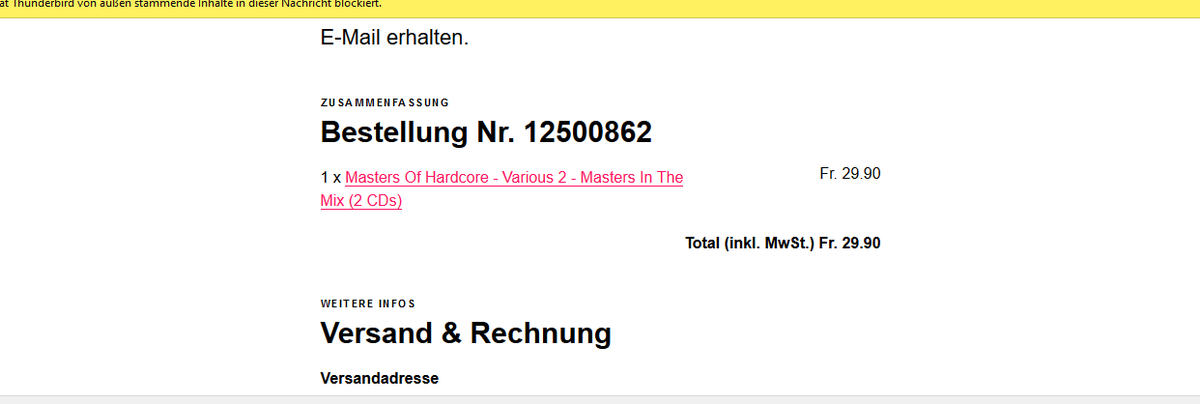 at Thunderbird von außen stammende Inhalte in dieser Nachricht blockiert.
E-Mail erhalten.
ZUSAMMENFASSUNG
Bestellung Nr. 12500862
1 x Masters Of Hardcore - Various 2 - Masters In The Fr. 29.90
Mix (2 CDs)
Total (inkl. MwSt.) Fr. 29.90
WEITERE INFOS
Versand & Rechnung
Versandadresse